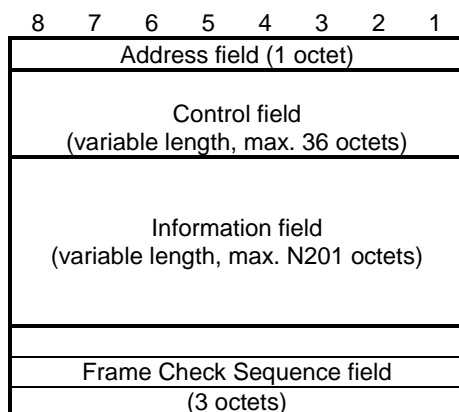 8 7 6 5 4 3 2 1
Address field (1 octet)
Control field
(variable length, max. 36 octets)
Information field
(variable length, max. N201 octets)
Frame Check Sequence field
(3 octets)